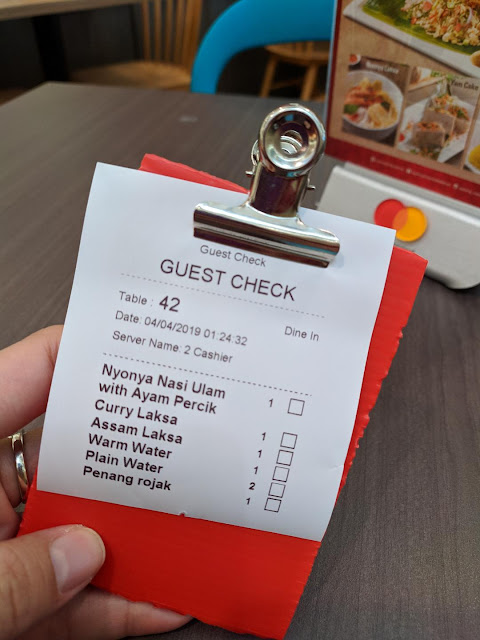 Guest Check
GUEST CHECK
Table : 42 Dine In
Date: 04/04/2019 01:24:32
Server Name: 2 Cashier
Nyonya Nasi Ulam 1
with Ayam Percik
Curry Laksa 1
Assam Laksa 1
Warm Water 1
Plain Water 2
Penang rojak 1